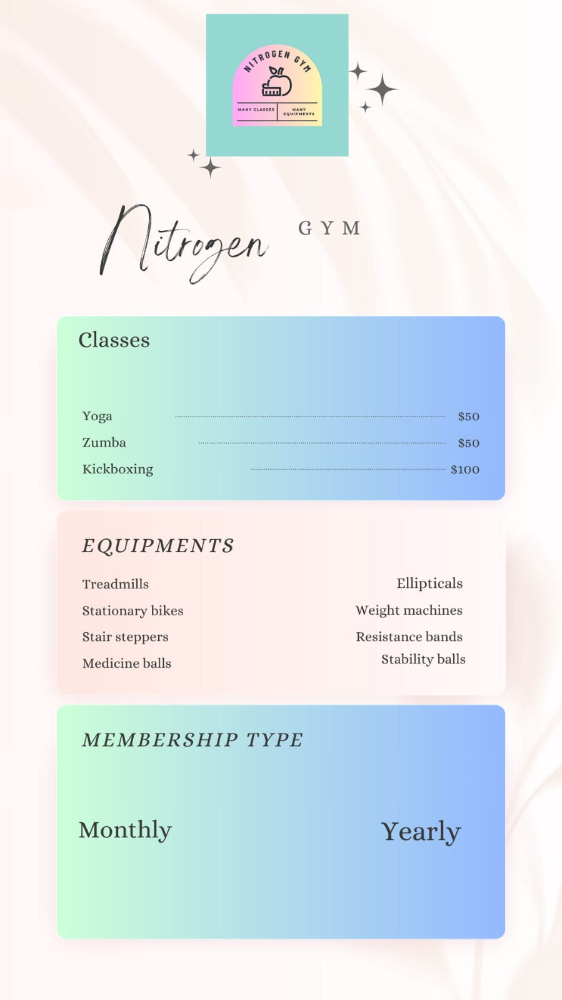 NITROGEN GYM
MANY CLASSES
MANY
EQUIPMENTS
Nitrogen GYM
Classes
Yoga $50
Zumba $50
Kickboxing $100
EQUIPMENTS
Treadmills Ellipticals
Stationary bikes Weight machines
Stair steppers Resistance bands
Medicine balls Stability balls
MEMBERSHIP TYPE
Monthly Yearly